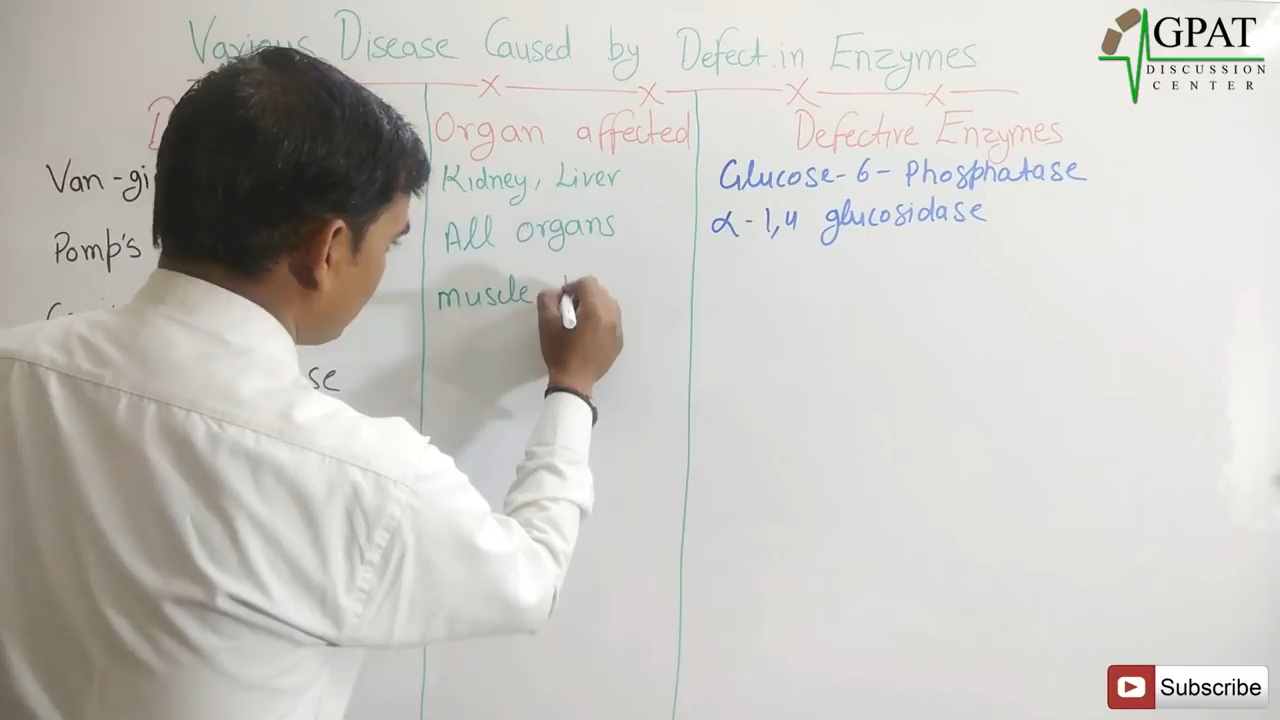 Various Disease Caused by Defect in Enzymes
GPAT
DISCUSSION
CENTER
Organ affected Defective Enzymes
Van-gi Kidney, Liver Glucose-6-Phosphatase
Pomp's All organs α-1,4 glucosidase
muscle
se
Subscribe